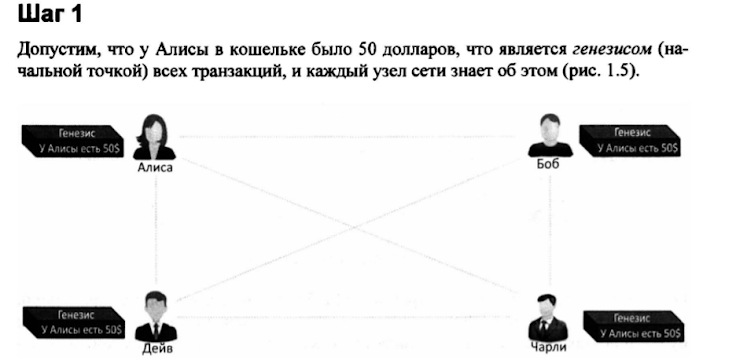 Шаг 1
Допустим, что у Алисы в кошельке было 50 долларов, что является генезисом (на-
чальной точкой) всех транзакций, и каждый узел сети знает об этом (рис. 1.5).
Генезис
У Алисы есть 50$
Алиса
Боб
Генезис
У Алисы есть 50$
Генезис
У Алисы есть 50$
Дейв
Чарли
Генезис
У Алисы есть 50$